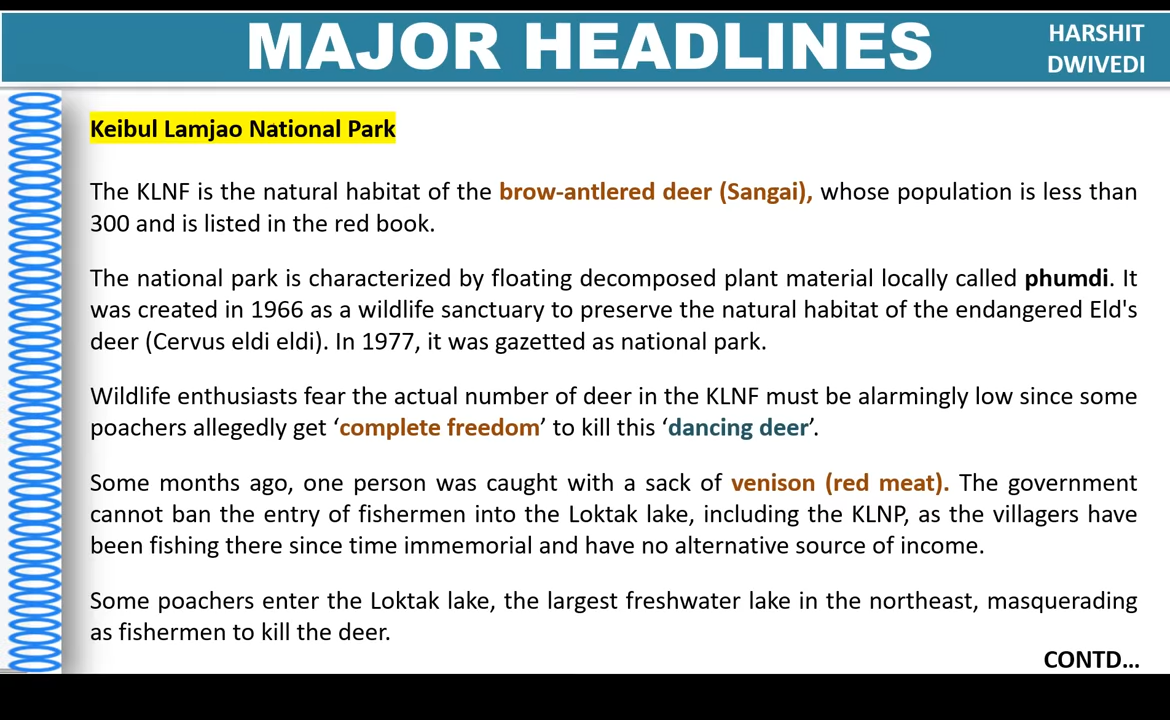 MAJOR HEADLINES
HARSHIT
DWIVEDI
Keibul Lamjao National Park
The KLNF is the natural habitat of the brow-antlered deer (Sangai), whose population is less than
300 and is listed in the red book.
The national park is characterized by floating decomposed plant material locally called phumdi. It
was created in 1966 as a wildlife sanctuary to preserve the natural habitat of the endangered Eld's
deer (Cervus eldi eldi). In 1977, it was gazetted as national park.
Wildlife enthusiasts fear the actual number of deer in the KLNF must be alarmingly low since some
poachers allegedly get ‘complete freedom’ to kill this ‘dancing deer’.
Some months ago, one person was caught with a sack of venison (red meat). The government
cannot ban the entry of fishermen into the Loktak lake, including the KLNP, as the villagers have
been fishing there since time immemorial and have no alternative source of income.
Some poachers enter the Loktak lake, the largest freshwater lake in the northeast, masquerading
as fishermen to kill the deer.
CONTD...